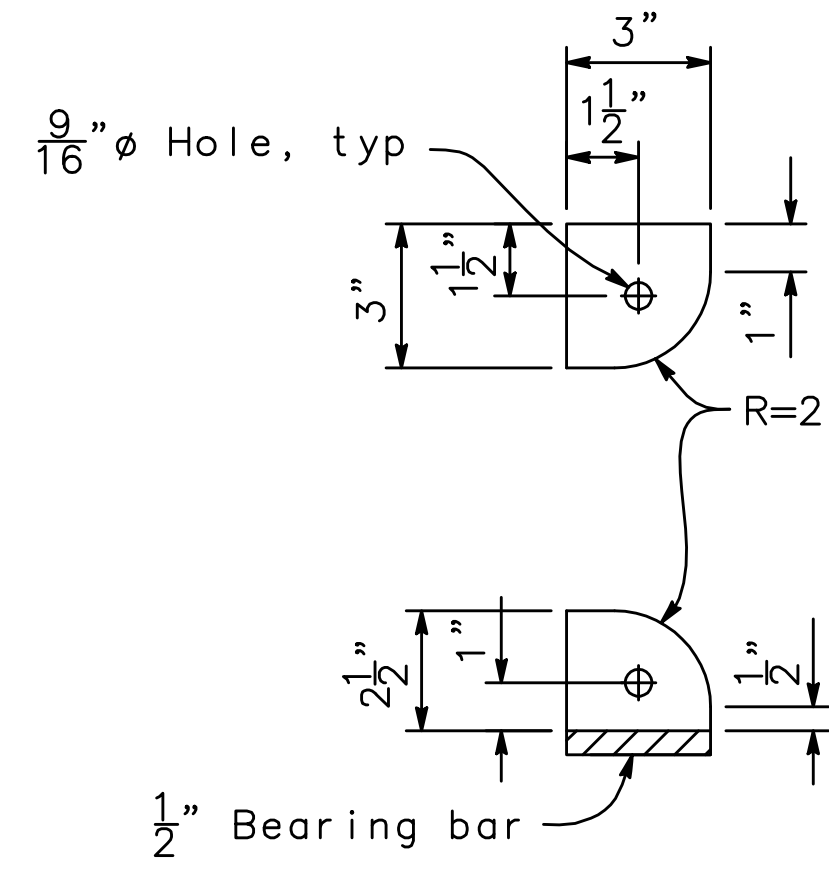 3”
1 1/2”
9/16”ø Hole, typ
1 1/2”
3”
1”
R=2
2 1/2”
1”
1/2”
1/2” Bearing bar